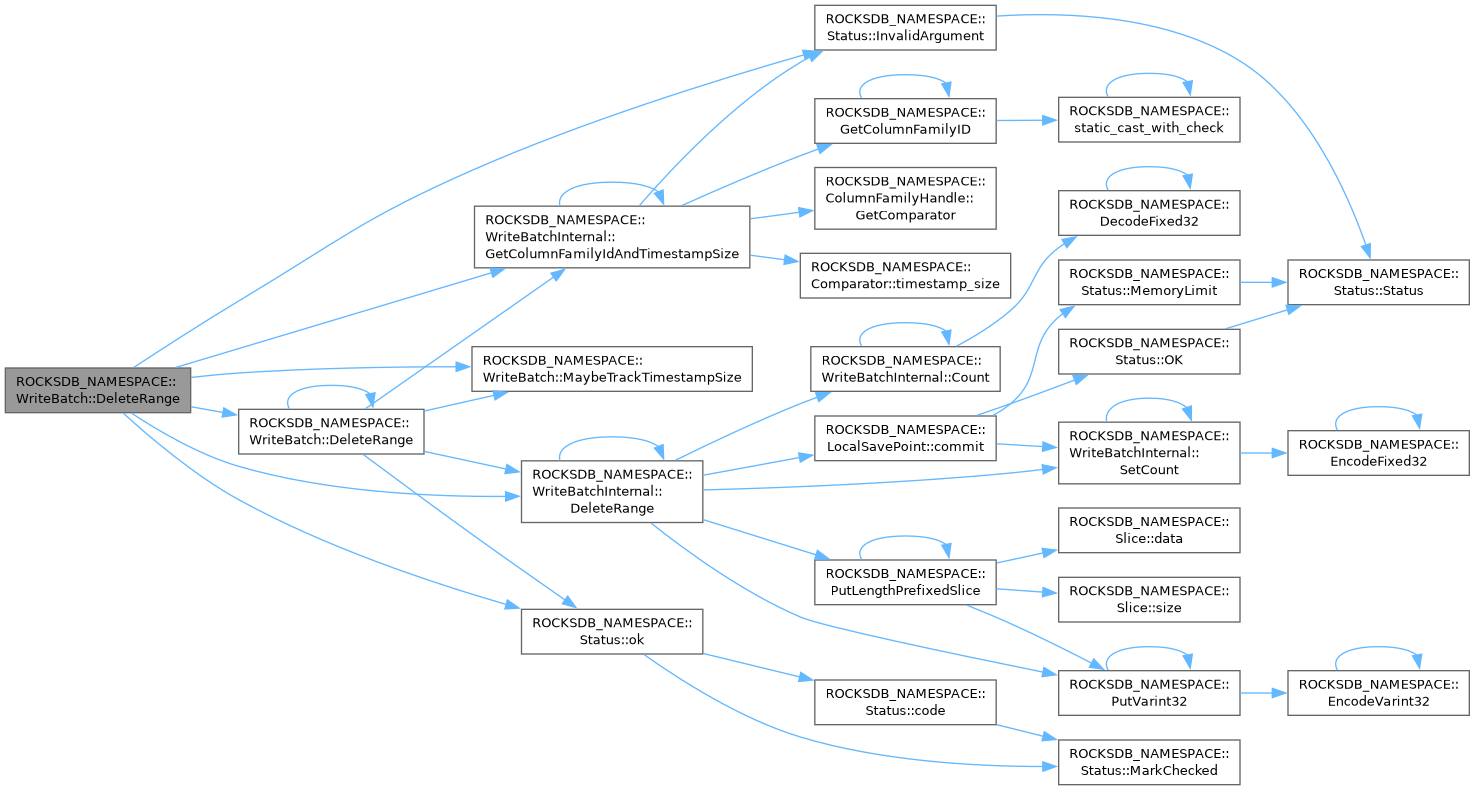 ROCKSDB_NAMESPACE::
WriteBatch::DeleteRange
ROCKSDB_NAMESPACE::
WriteBatch::DeleteRange
ROCKSDB_NAMESPACE::
WriteBatchInternal::
GetColumnFamilyIdAndTimestampSize
ROCKSDB_NAMESPACE::
WriteBatch::MaybeTrackTimestampSize
ROCKSDB_NAMESPACE::
WriteBatchInternal::
DeleteRange
ROCKSDB_NAMESPACE::
Status::ok
ROCKSDB_NAMESPACE::
Status::InvalidArgument
ROCKSDB_NAMESPACE::
GetColumnFamilyID
ROCKSDB_NAMESPACE::
ColumnFamilyHandle::
GetComparator
ROCKSDB_NAMESPACE::
Comparator::timestamp_size
ROCKSDB_NAMESPACE::
WriteBatchInternal::Count
ROCKSDB_NAMESPACE::
LocalSavePoint::commit
ROCKSDB_NAMESPACE::
PutLengthPrefixedSlice
ROCKSDB_NAMESPACE::
Status::code
ROCKSDB_NAMESPACE::
static_cast_with_check
ROCKSDB_NAMESPACE::
DecodeFixed32
ROCKSDB_NAMESPACE::
Status::MemoryLimit
ROCKSDB_NAMESPACE::
Status::OK
ROCKSDB_NAMESPACE::
WriteBatchInternal::
SetCount
ROCKSDB_NAMESPACE::
Slice::data
ROCKSDB_NAMESPACE::
Slice::size
ROCKSDB_NAMESPACE::
PutVarint32
ROCKSDB_NAMESPACE::
Status::MarkChecked
ROCKSDB_NAMESPACE::
Status::Status
ROCKSDB_NAMESPACE::
EncodeFixed32
ROCKSDB_NAMESPACE::
EncodeVarint32